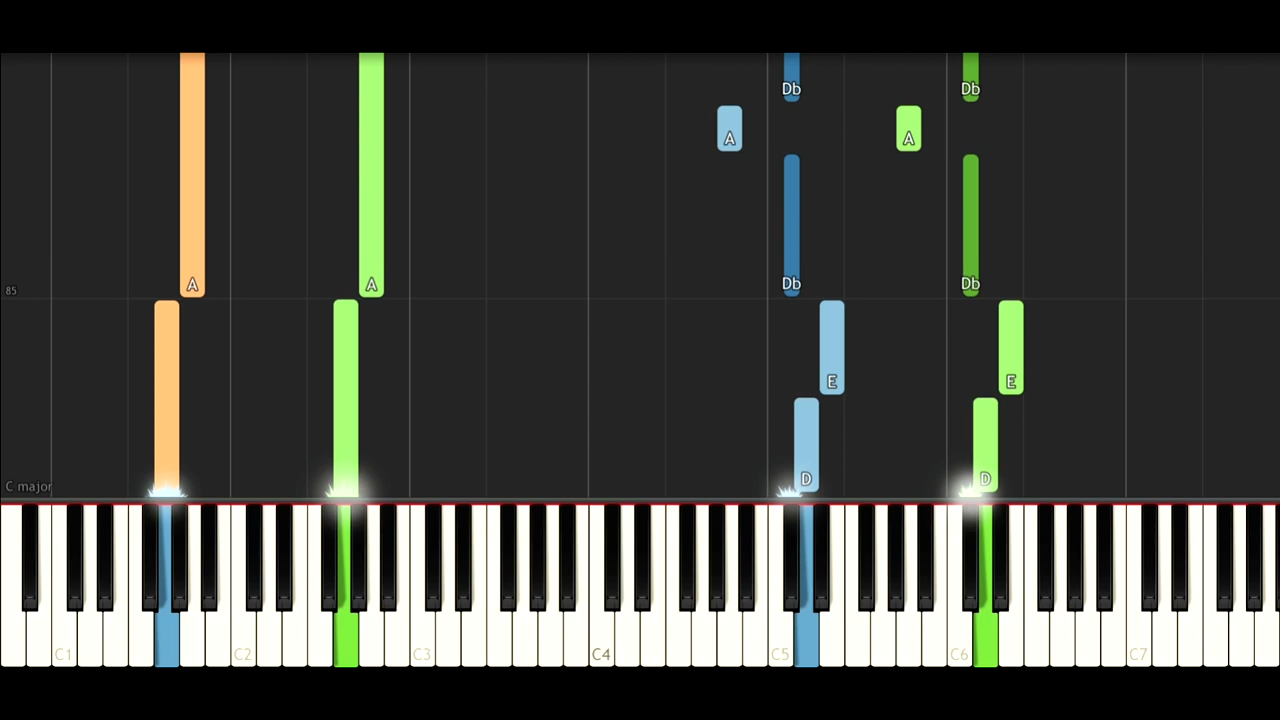 Db Db
A A
A A Db Db
85
E E
D D
C major
C1 C2 C3 C4 C5 C6 C7